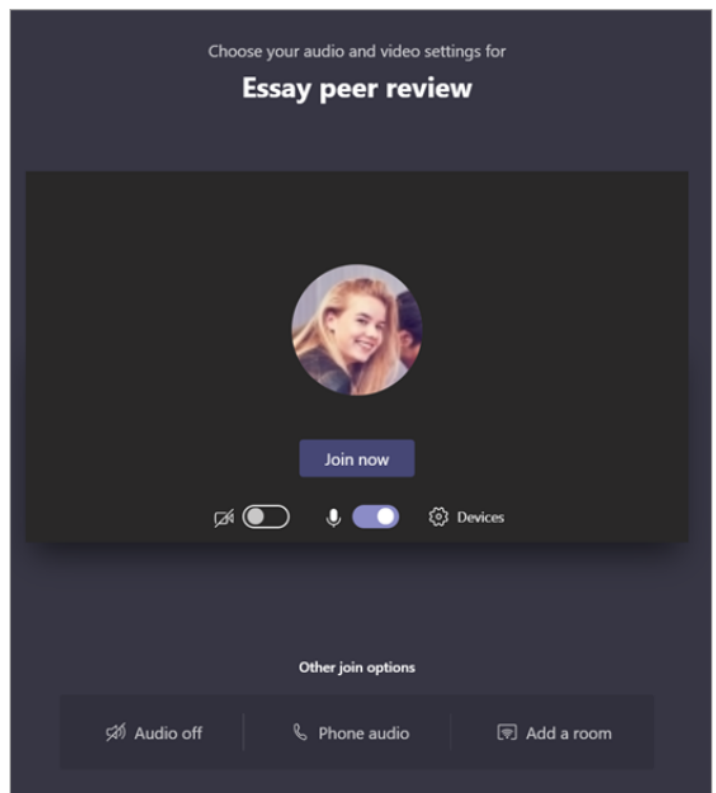 Choose your audio and video settings for
Essay peer review
Join now
Devices
Other join options
Audio off
Phone audio
Add a room